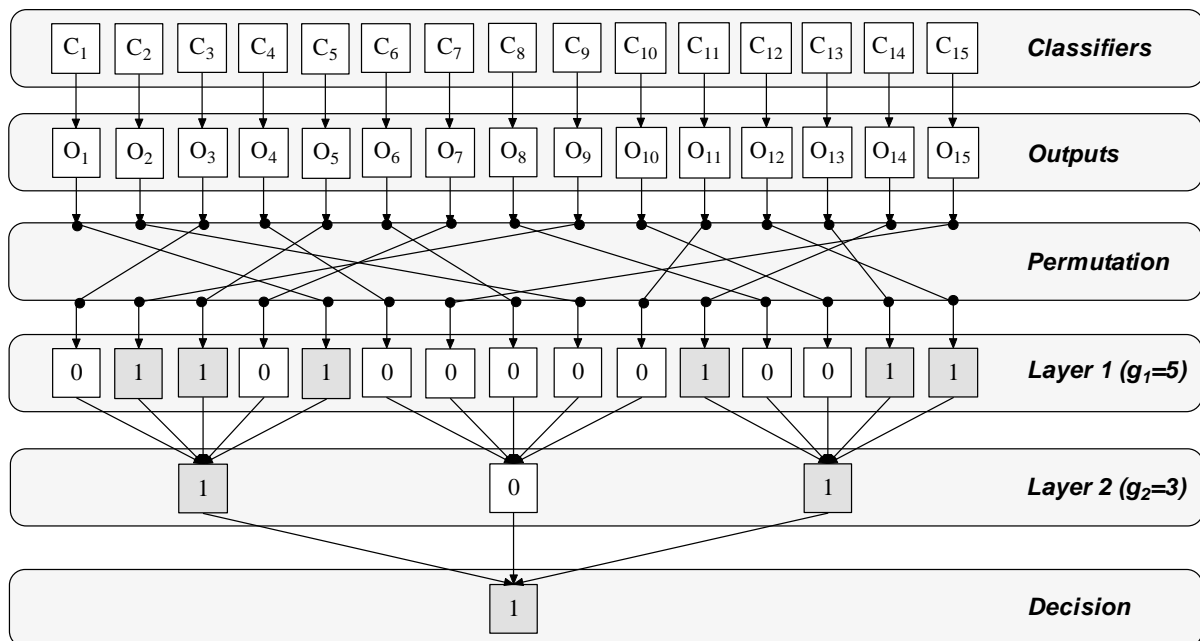 C1 C2 C3 C4 C5 C6 C7 C8 C9 C10 C11 C12 C13 C14 C15 Classifiers
O1 O2 O3 O4 O5 O6 O7 O8 O9 O10 O11 O12 O13 O14 O15 Outputs
Permutation
0 1 1 0 1 0 0 0 0 0 1 0 0 1 1 Layer 1 (g1=5)
1 0 1 Layer 2 (g2=3)
1 Decision